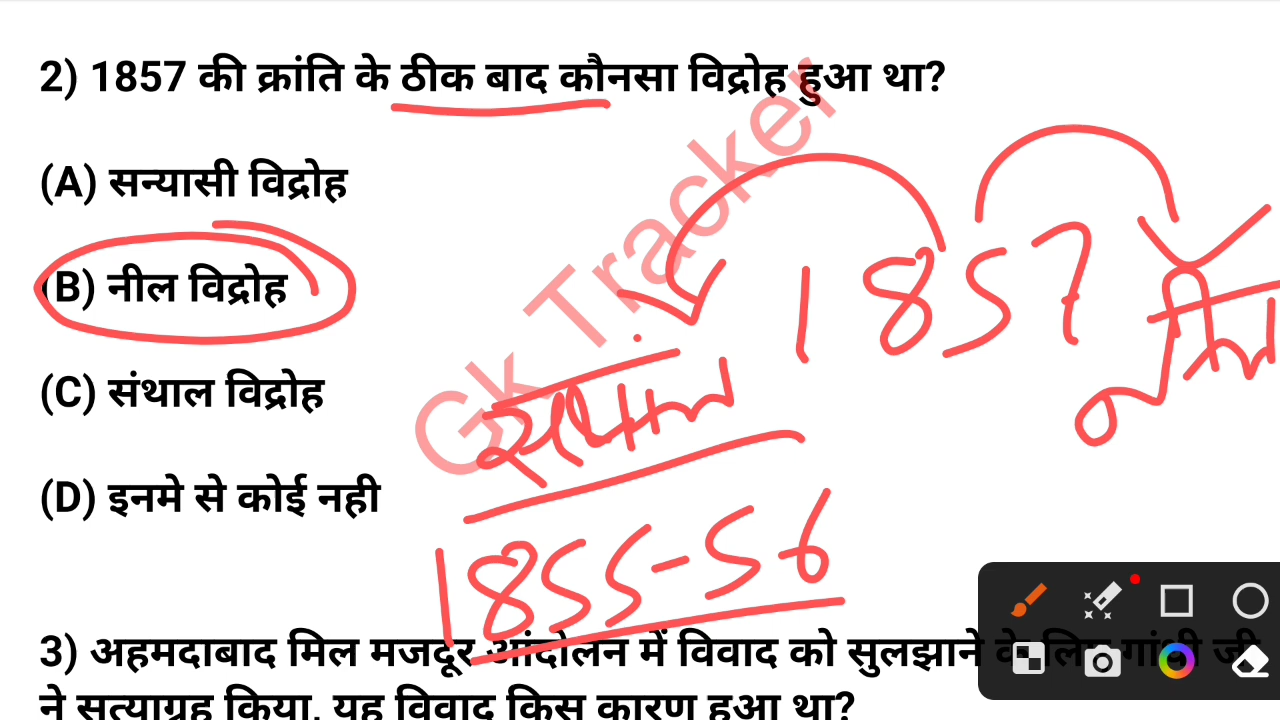 2) 1857 की क्रांति के ठीक बाद कौनसा विद्रोह हुआ था?
(A) सन्यासी विद्रोह
(B) नील विद्रोह
(C) संथाल विद्रोह
(D) इनमे से कोई नही
Gk Tracker
1857
नील
संथाल
1855-56
3) अहमदाबाद मिल मजदूर आंदोलन में विवाद को सुलझाने के लिए गांधी जी
ने सत्याग्रह किया, यह विवाद किस कारण हुआ था?